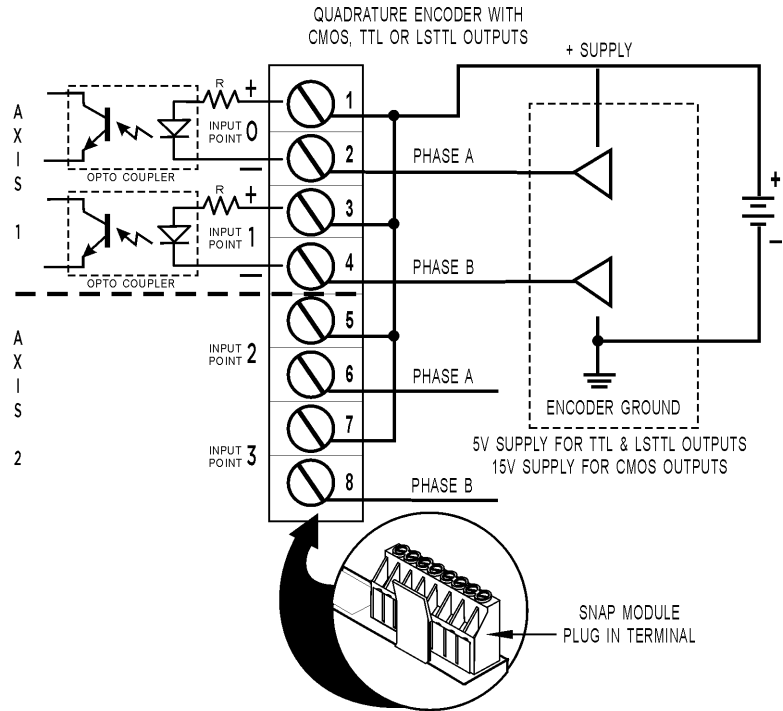 QUADRATURE ENCODER WITH
CMOS, TTL OR LSTTL OUTPUTS
+ SUPPLY
AXIS 1
R
+
INPUT
POINT 0
−
OPTO COUPLER
R
+
INPUT
POINT 1
−
OPTO COUPLER
1
2
PHASE A
3
4
PHASE B
+
−
AXIS 2
5
INPUT
POINT 2
6
PHASE A
7
INPUT
POINT 3
8
PHASE B
ENCODER GROUND
5V SUPPLY FOR TTL & LSTTL OUTPUTS
15V SUPPLY FOR CMOS OUTPUTS
SNAP MODULE
PLUG IN TERMINAL